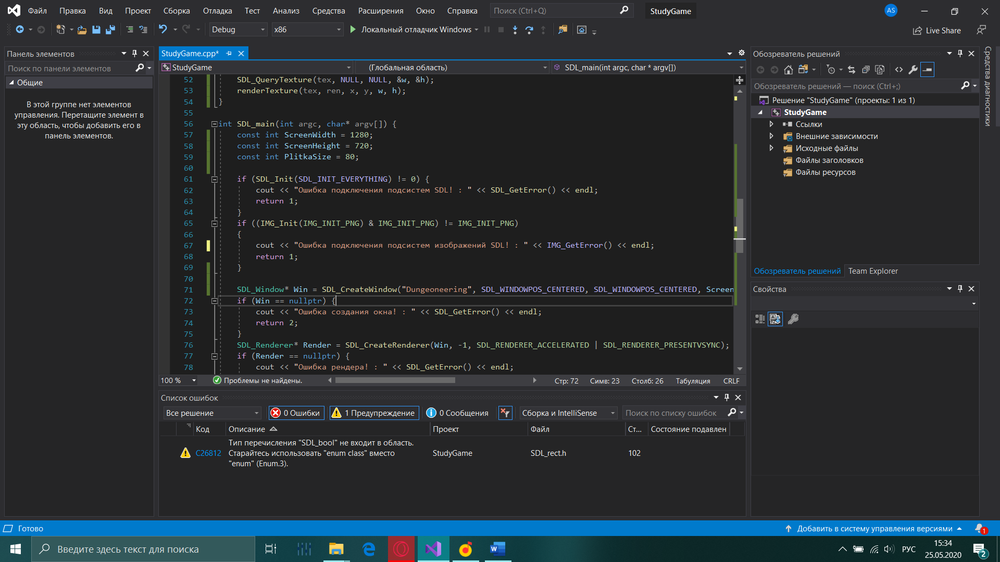 Файл Правка Вид Проект Сборка Отладка Тест Анализ Средства Расширения Окно Справка Поиск (Ctrl+Q) StudyGame AS
Debug x86 Локальный отладчик Windows Live Share
Панель элементов
Поиск по панели элементов
Общие
В этой группе нет элементов
управления. Перетащите элемент в
эту область, чтобы добавить его в
панель элементов.
StudyGame.cpp*
StudyGame (Глобальная область) SDL_main(int argc, char * argv[])
52 SDL_QueryTexture(tex, NULL, NULL, &w, &h);
53 renderTexture(tex, ren, x, y, w, h);
54 }
55
56 int SDL_main(int argc, char* argv[]) {
57 const int ScreenWidth = 1280;
58 const int ScreenHeight = 720;
59 const int PlitkaSize = 80;
60
61 if (SDL_Init(SDL_INIT_EVERYTHING) != 0) {
62 cout << "Ошибка подключения подсистем SDL! : " << SDL_GetError() << endl;
63 return 1;
64 }
65 if ((IMG_Init(IMG_INIT_PNG) & IMG_INIT_PNG) != IMG_INIT_PNG)
66 {
67 cout << "Ошибка подключения подсистем изображений SDL! : " << IMG_GetError() << endl;
68 return 1;
69 }
70
71 SDL_Window* Win = SDL_CreateWindow("Dungeoneering", SDL_WINDOWPOS_CENTERED, SDL_WINDOWPOS_CENTERED, Screen
72 if (Win == nullptr) {
73 cout << "Ошибка создания окна! : " << SDL_GetError() << endl;
74 return 2;
75 }
76 SDL_Renderer* Render = SDL_CreateRenderer(Win, -1, SDL_RENDERER_ACCELERATED | SDL_RENDERER_PRESENTVSYNC);
77 if (Render == nullptr) {
78 cout << "Ошибка рендера! : " << SDL_GetError() << endl;
100 % Проблемы не найдены. Стр: 72 Симв: 23 Столб: 26 Табуляция CRLF
Список ошибок
Все решение 0 Ошибки 1 Предупреждение 0 Сообщения Сборка и IntelliSense Поиск по списку ошибок
Код Описание Проект Файл Ст... Состояние подавлен
C26812 Тип перечисления "SDL_bool" не входит в область.
Старайтесь использовать "enum class" вместо
"enum" (Enum.3).
StudyGame SDL_rect.h 102
Обозреватель решений
Обозреватель решений — поиск (Ctrl+;)
Решение "StudyGame" (проекты: 1 из 1)
StudyGame
Ссылки
Внешние зависимости
Исходные файлы
Файлы заголовков
Файлы ресурсов
Обозреватель решений Team Explorer
Свойства
Средства диагностики
Готово Добавить в систему управления версиями 1
Введите здесь текст для поиска
РУС
15:34
25.05.2020
2